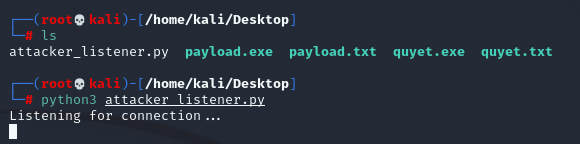 ┌──(root💀kali)-[/home/kali/Desktop]
└─# ls
attacker_listener.py  payload.exe  payload.txt  quyet.exe  quyet.txt
┌──(root💀kali)-[/home/kali/Desktop]
└─# python3 attacker_listener.py
Listening for connection...